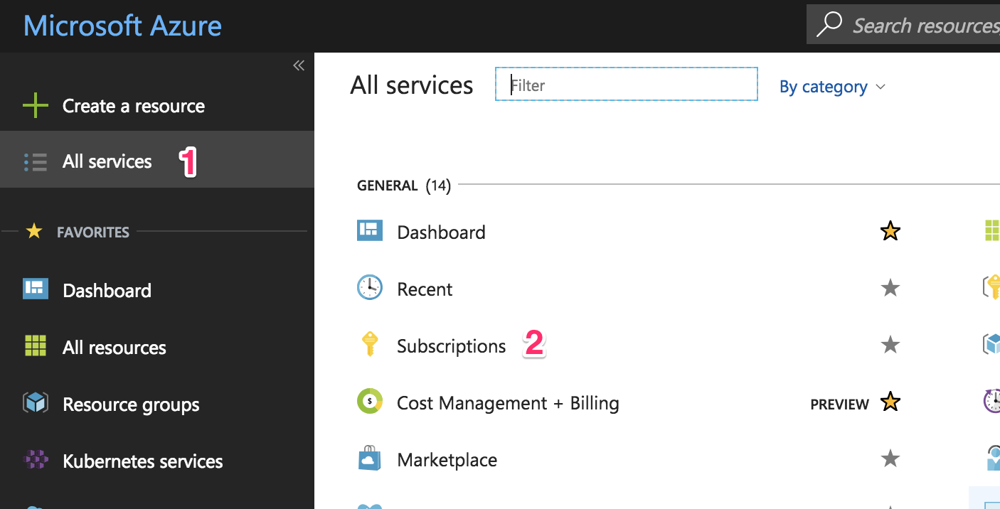 Microsoft Azure
Search resources,
Create a resource
All services 1
FAVORITES
Dashboard
All resources
Resource groups
Kubernetes services
All services Filter By category
GENERAL (14)
Dashboard
Recent
Subscriptions 2
Cost Management + Billing PREVIEW
Marketplace